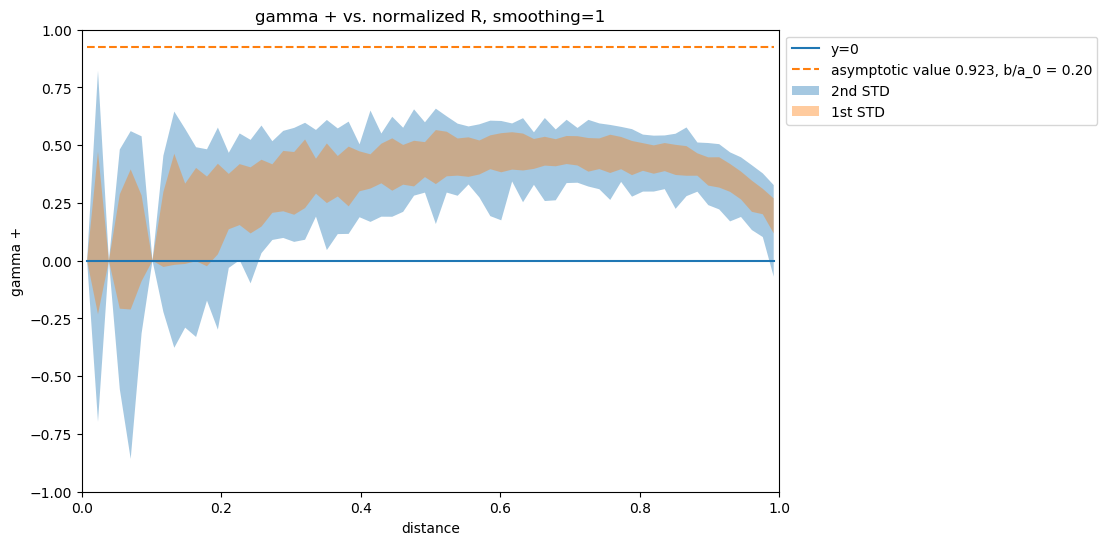 gamma + vs. normalized R, smoothing=1
1.00
0.75
0.50
0.25
0.00
−0.25
−0.50
−0.75
−1.00
gamma +
0.0
0.2
0.4
0.6
0.8
1.0
distance
y=0
asymptotic value 0.923, b/a_0 = 0.20
2nd STD
1st STD